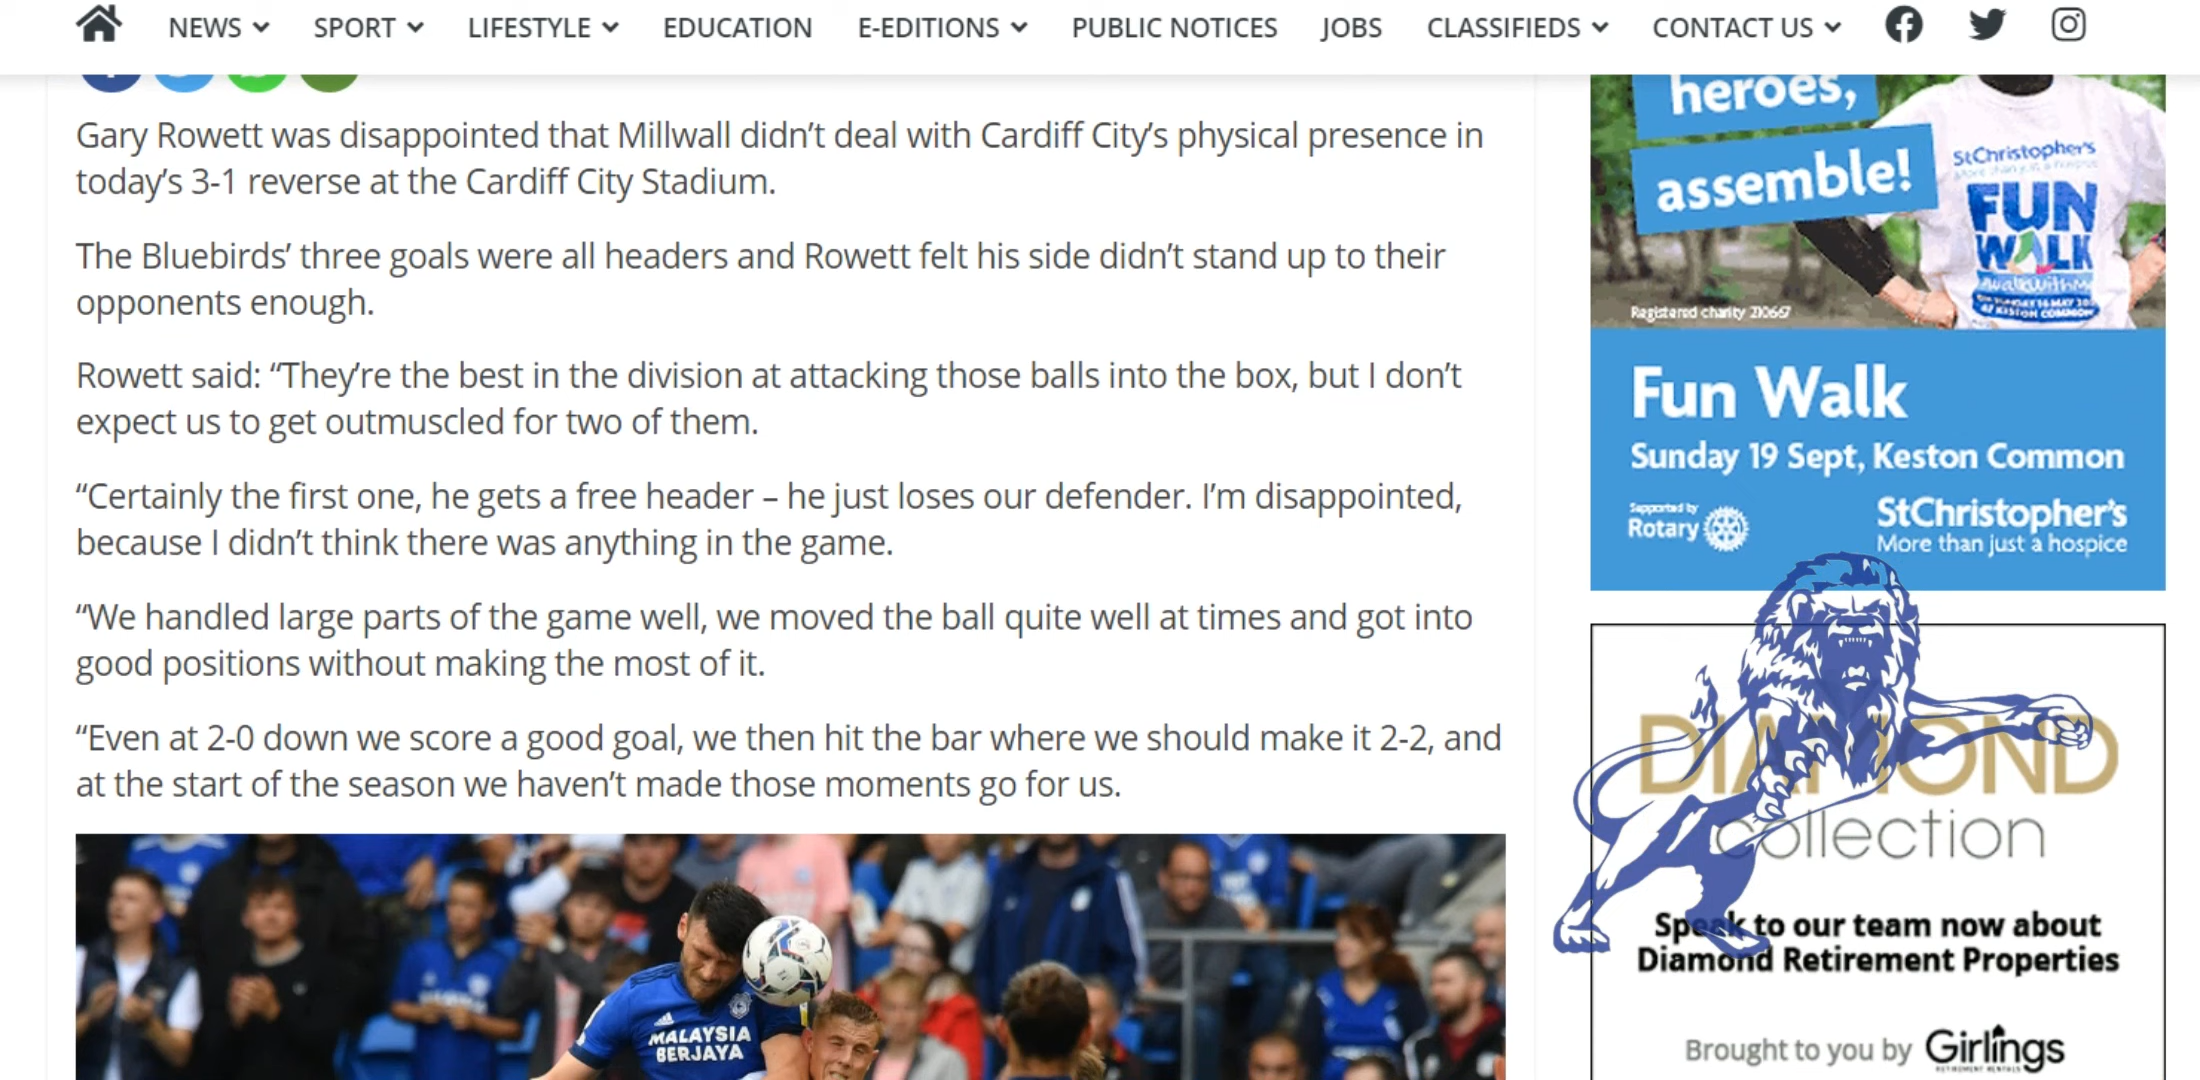 NEWS SPORT LIFESTYLE EDUCATION E-EDITIONS PUBLIC NOTICES JOBS CLASSIFIEDS CONTACT US
Gary Rowett was disappointed that Millwall didn’t deal with Cardiff City’s physical presence in
today’s 3-1 reverse at the Cardiff City Stadium.
The Bluebirds’ three goals were all headers and Rowett felt his side didn’t stand up to their
opponents enough.
Rowett said: “They’re the best in the division at attacking those balls into the box, but I don’t
expect us to get outmuscled for two of them.
“Certainly the first one, he gets a free header – he just loses our defender. I’m disappointed,
because I didn’t think there was anything in the game.
“We handled large parts of the game well, we moved the ball quite well at times and got into
good positions without making the most of it.
“Even at 2-0 down we score a good goal, we then hit the bar where we should make it 2-2, and
at the start of the season we haven’t made those moments go for us.
MALAYSIA
BERJAYA
heroes,
assemble!
StChristopher's
FUN
WALK
Registered charity 210667
Fun Walk
Sunday 19 Sept, Keston Common
Supported by
Rotary
StChristopher's
More than just a hospice
DIAMOND
collection
Speak to our team now about
Diamond Retirement Properties
Brought to you by Girlings
RETIREMENT RENTALS